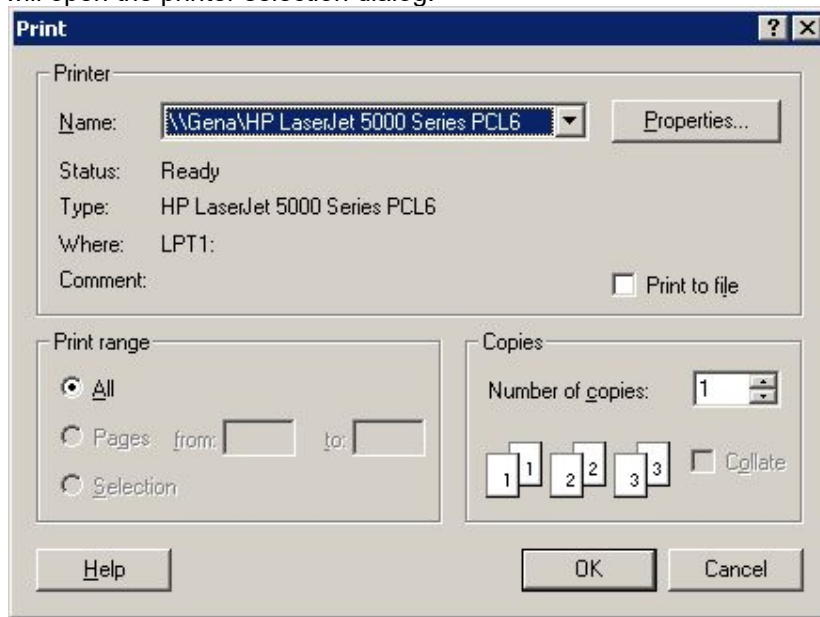 will open the printer selection dialog:
Print
Printer
Name: \\Gena\HP LaserJet 5000 Series PCL6 Properties...
Status: Ready
Type: HP LaserJet 5000 Series PCL6
Where: LPT1:
Comment: Print to file
Print range
All
Pages from: to:
Selection
Copies
Number of copies: 1
1 1 2 2 3 3 Collate
Help OK Cancel